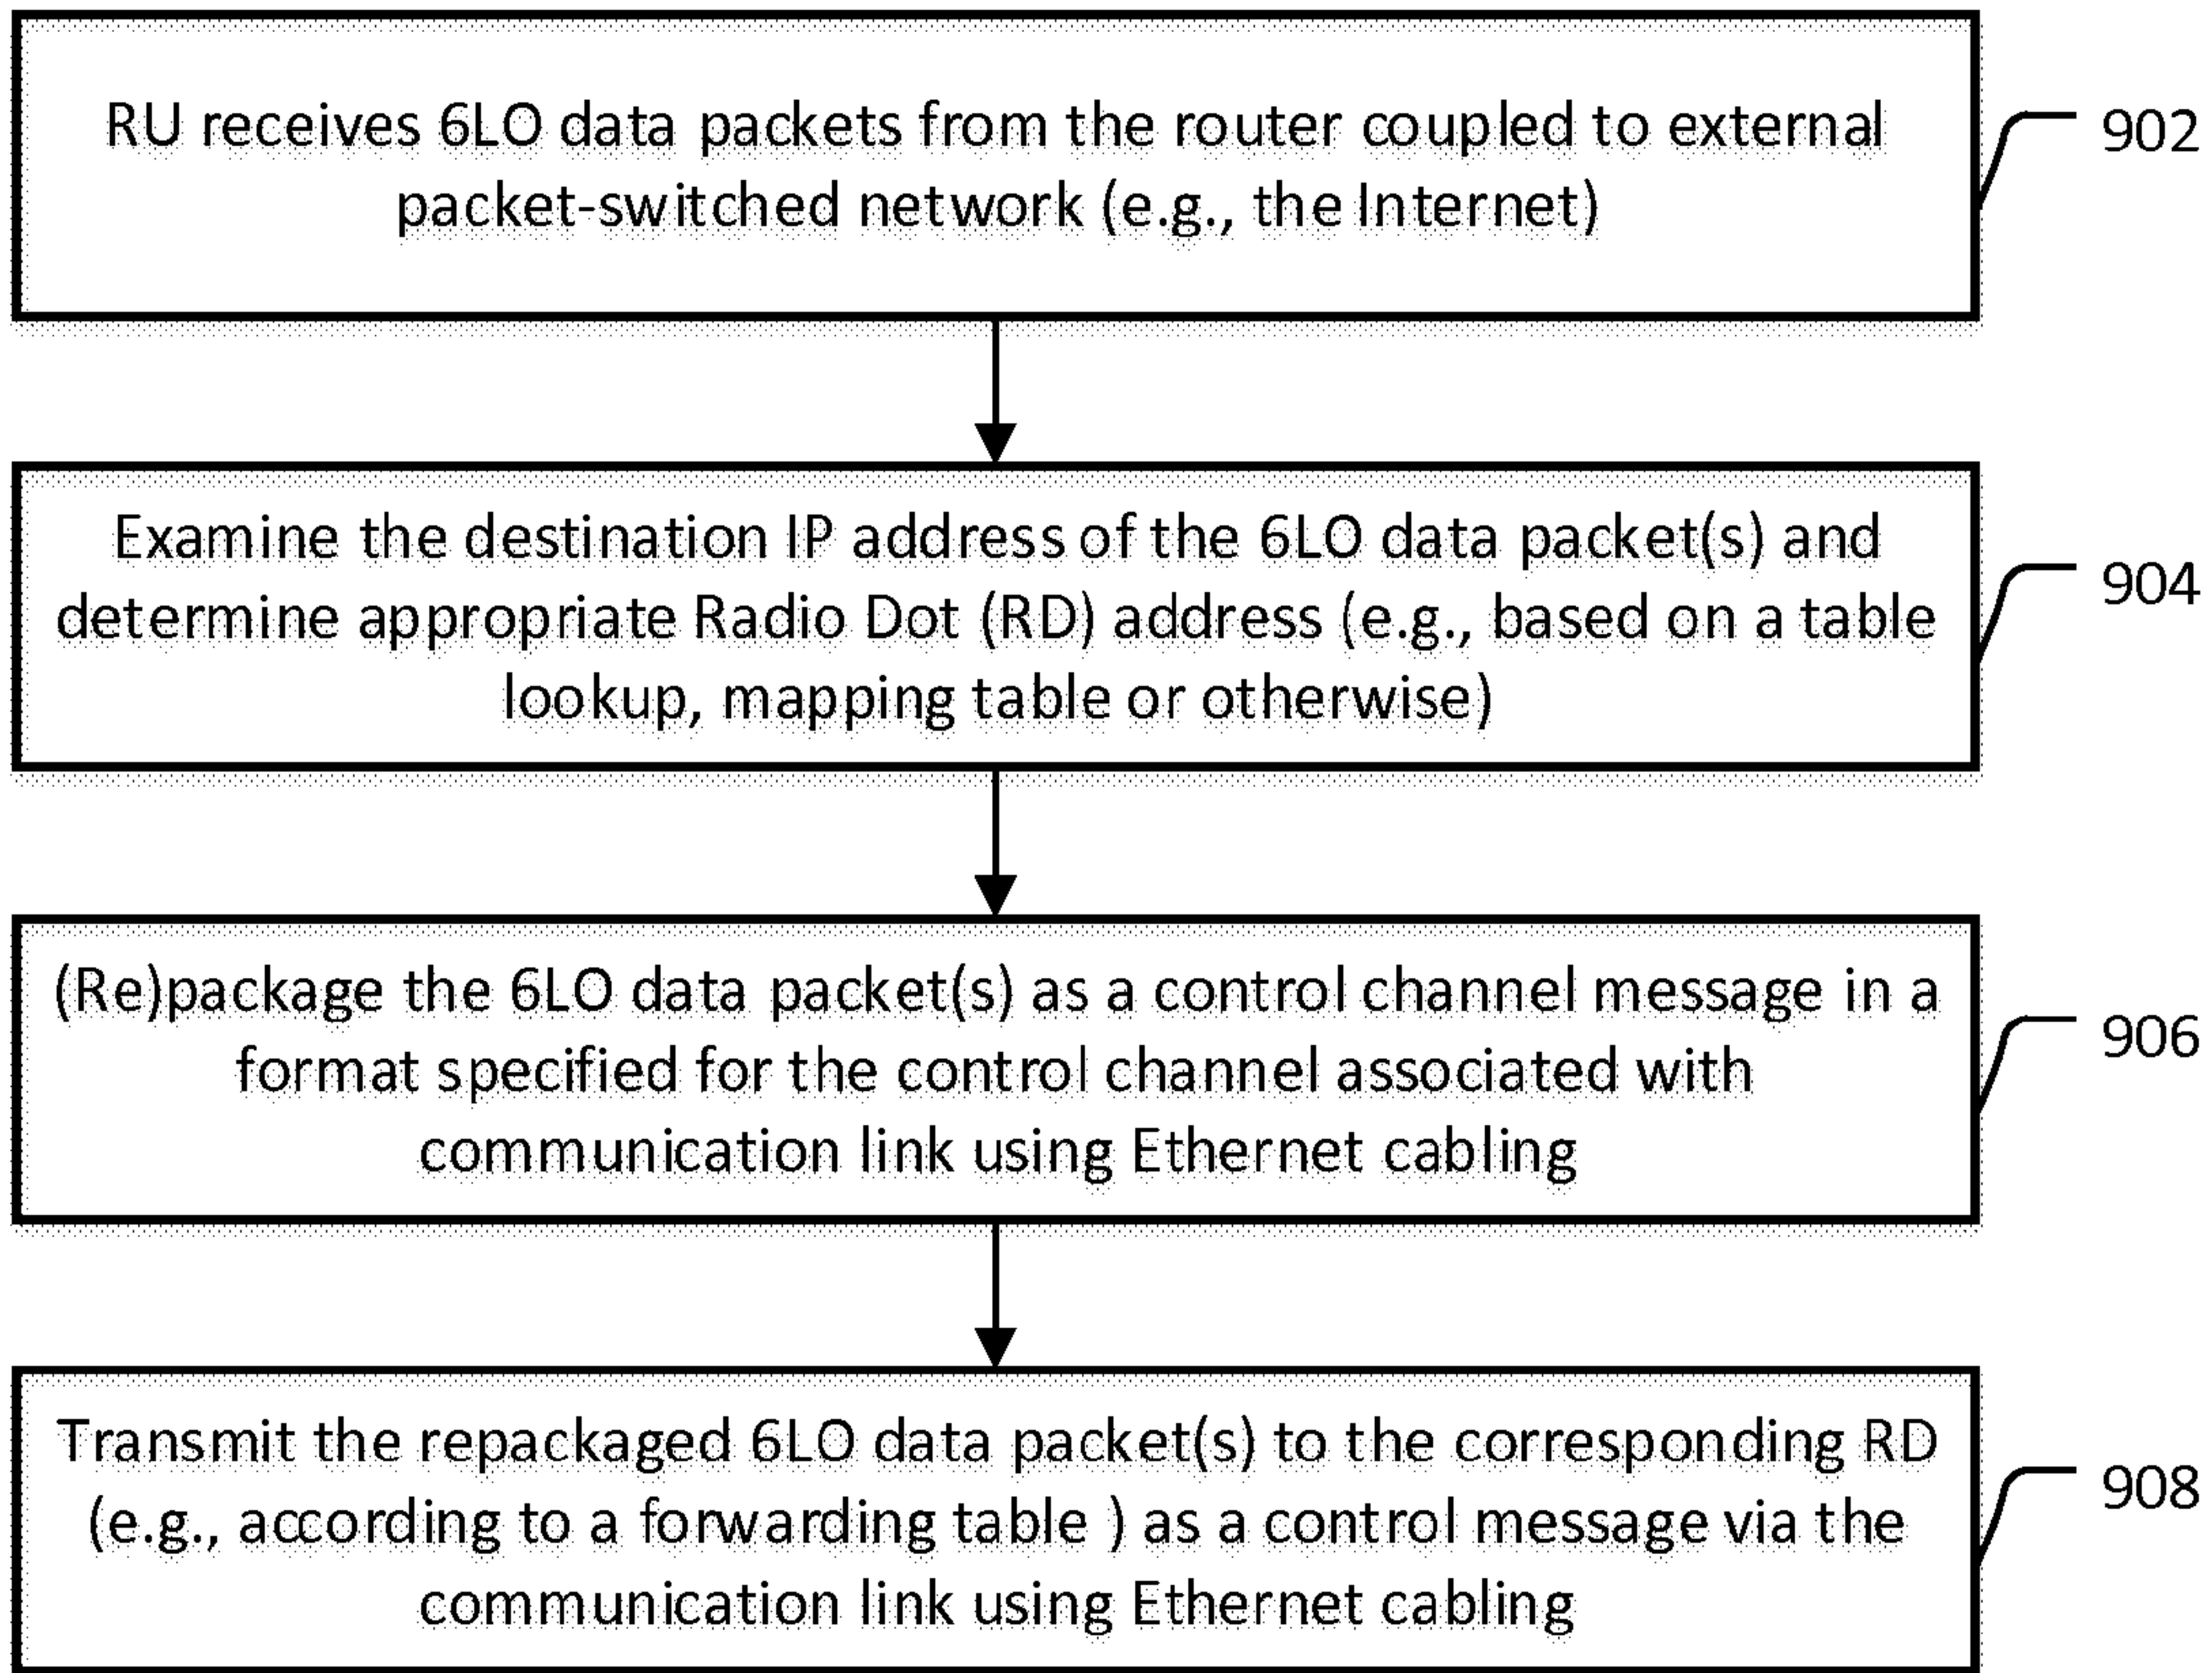 RU receives 6LO data packets from the router coupled to external
packet-switched network (e.g., the Internet)
902
Examine the destination IP address of the 6LO data packet(s) and
determine appropriate Radio Dot (RD) address (e.g., based on a table
lookup, mapping table or otherwise)
904
(Re)package the 6LO data packet(s) as a control channel message in a
format specified for the control channel associated with
communication link using Ethernet cabling
906
Transmit the repackaged 6LO data packet(s) to the corresponding RD
(e.g., according to a forwarding table ) as a control message via the
communication link using Ethernet cabling
908